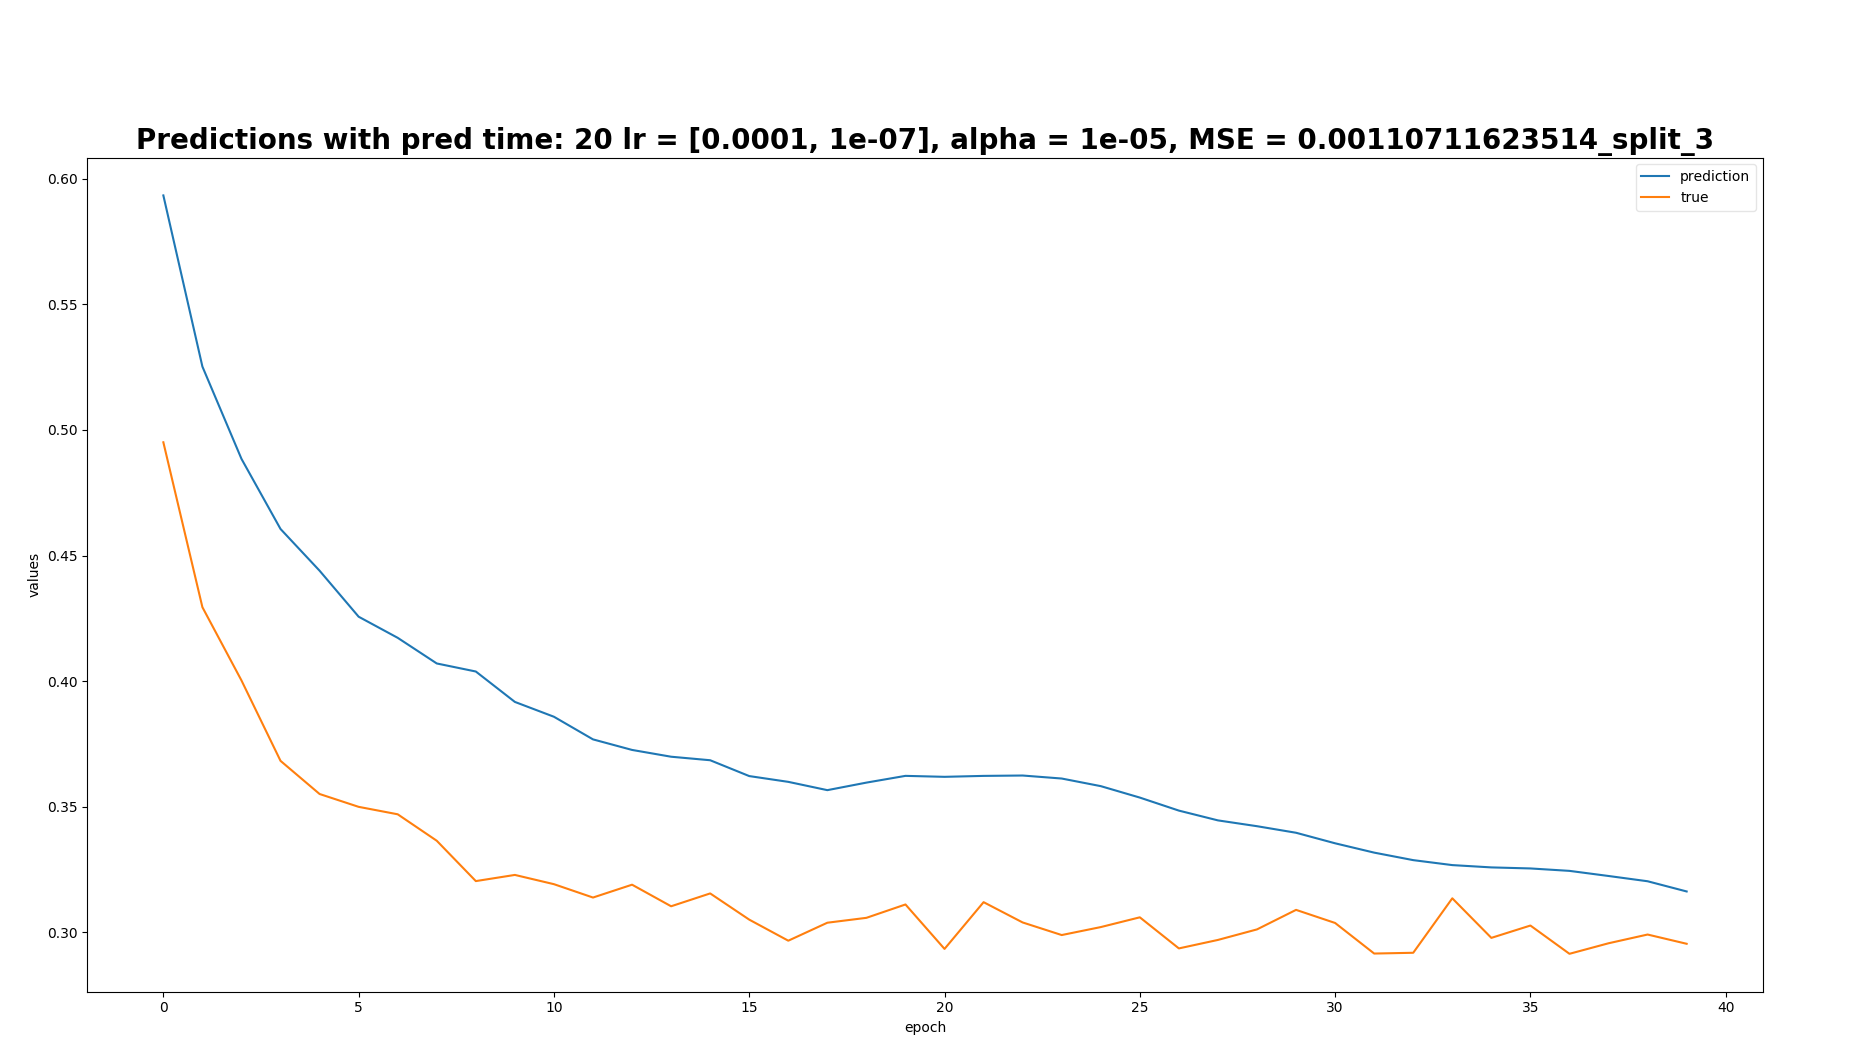 Predictions with pred time: 20 lr = [0.0001, 1e-07], alpha = 1e-05, MSE = 0.00110711623514_split_3
prediction
true
0.60
0.55
0.50
0.45
0.40
0.35
0.30
values
0 5 10 15 20 25 30 35 40
epoch